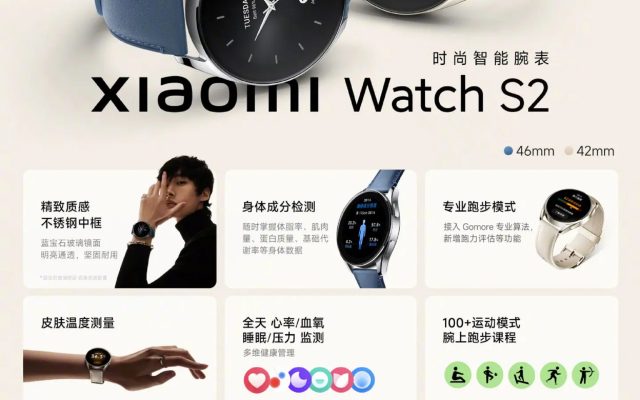 时尚智能腕表
xiaomi Watch S2
46mm 42mm
精致质感
不锈钢中框
蓝宝石玻璃镜面
明亮通透，坚固耐用
身体成分检测
随时掌握体脂率、肌肉
量、蛋白质量、基础代
谢率等身体数据
专业跑步模式
接入 Gomore 专业算法，
新增跑力评估等功能
皮肤温度测量
全天 心率/血氧
睡眠/压力 监测
多维健康管理
100+运动模式
腕上跑步课程